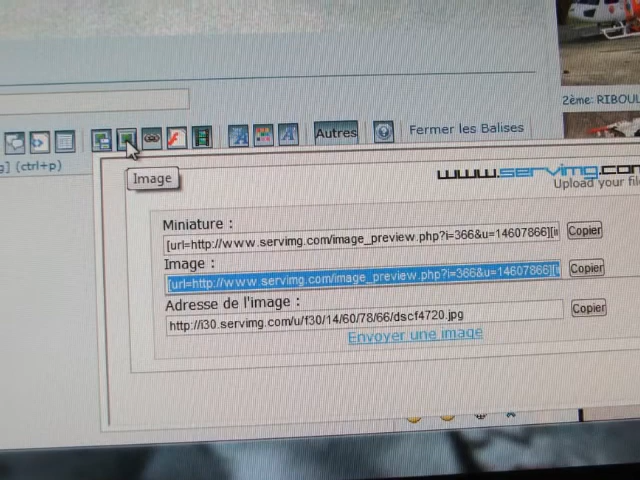 2ème: RIBOUL
Autres
Fermer les Balises
g] (ctrl+p)
Image
www.servimg.com
Upload your file
Miniature :
[url=http://www.servimg.com/image_preview.php?i=366&u=14607866][i
Copier
Image :
[url=http://www.servimg.com/image_preview.php?i=366&u=14607866][i
Copier
Adresse de l'image :
http://i30.servimg.com/u/f30/14/60/78/66/dscf4720.jpg
Copier
Envoyer une image